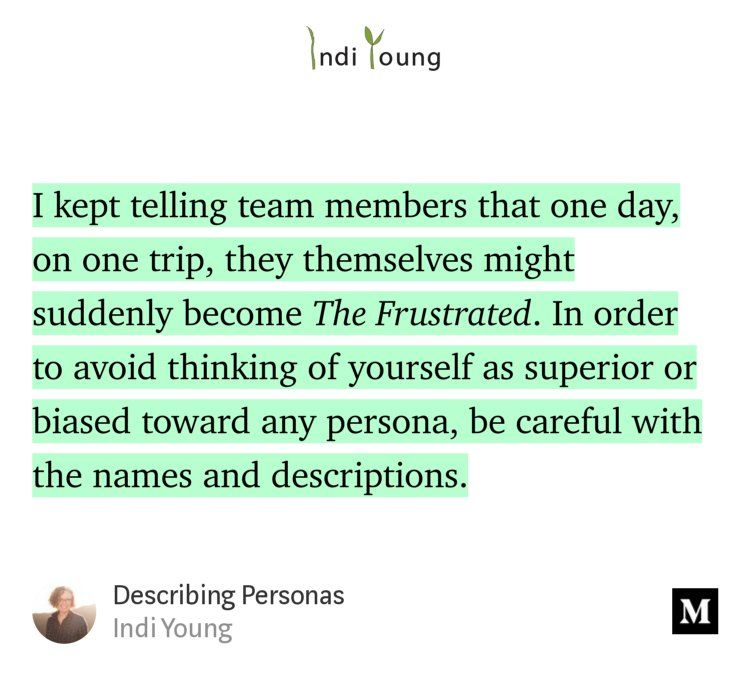 Indi Young
I kept telling team members that one day,
on one trip, they themselves might
suddenly become The Frustrated. In order
to avoid thinking of yourself as superior or
biased toward any persona, be careful with
the names and descriptions.
Describing Personas
Indi Young
M